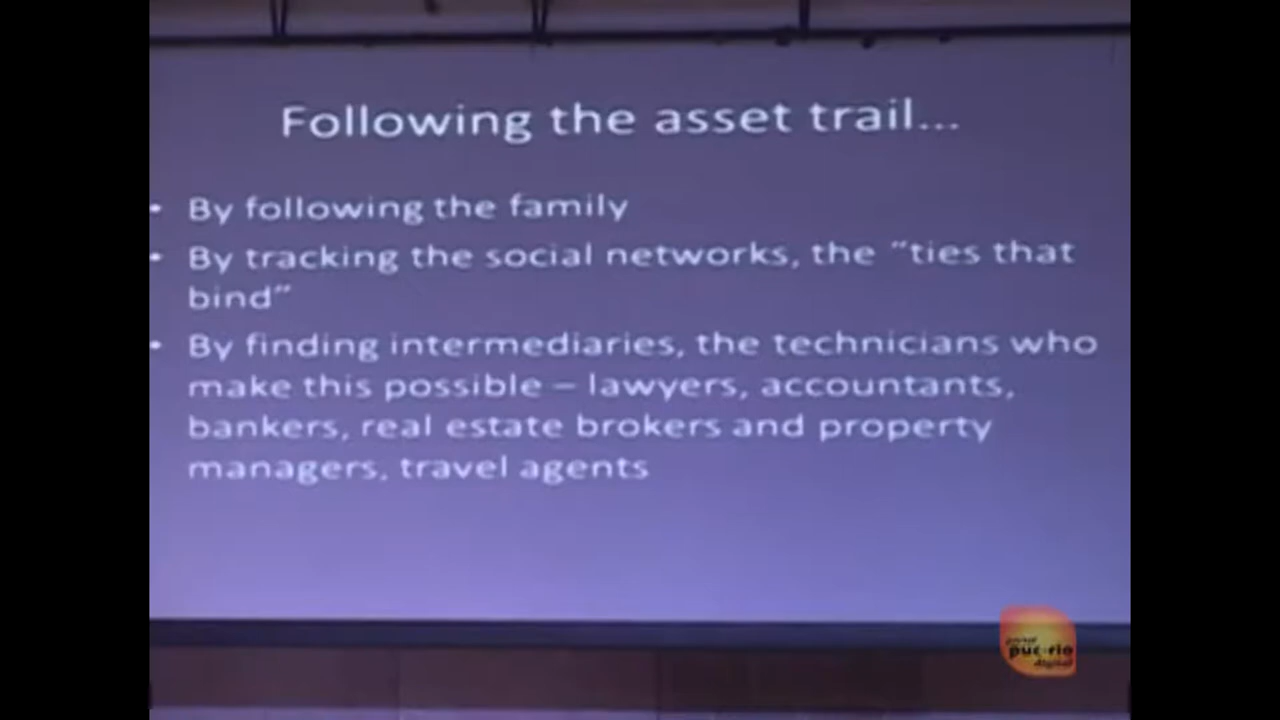 Following the asset trail...
• By following the family
• By tracking the social networks, the “ties that
bind”
• By finding intermediaries, the technicians who
make this possible – lawyers, accountants,
bankers, real estate brokers and property
managers, travel agents
portal
puc-rio
digital